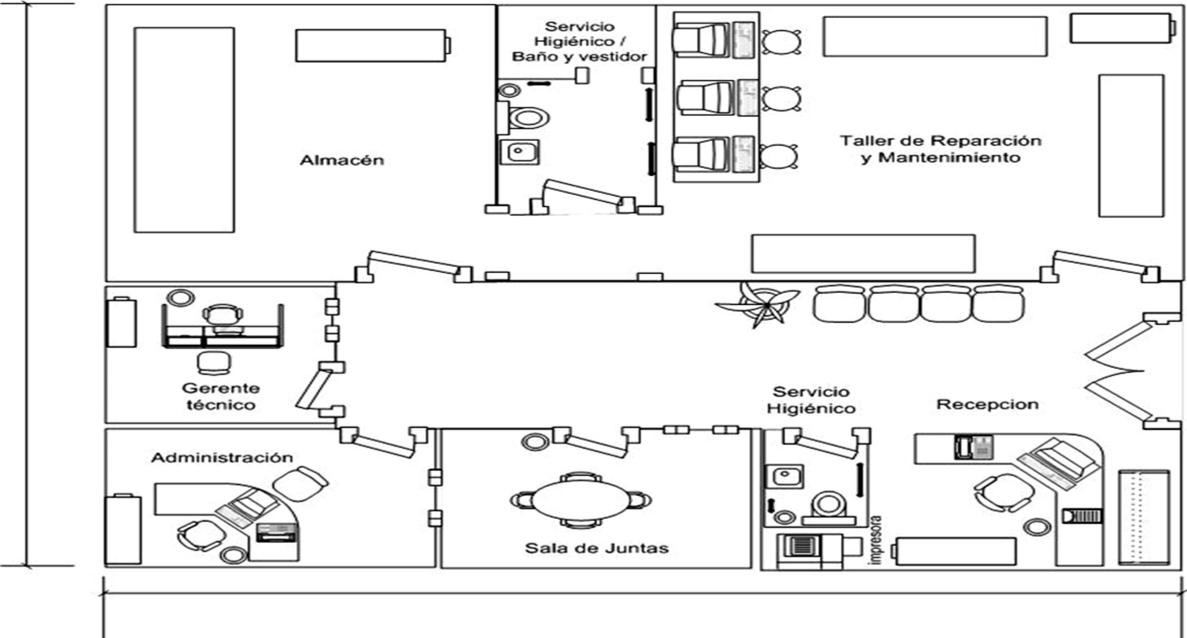 Servicio
Higiénico /
Baño y vestidor
Almacén
Taller de Reparación
y Mantenimiento
Gerente
técnico
Servicio
Higiénico
Recepcion
Administración
Sala de Juntas
impresora